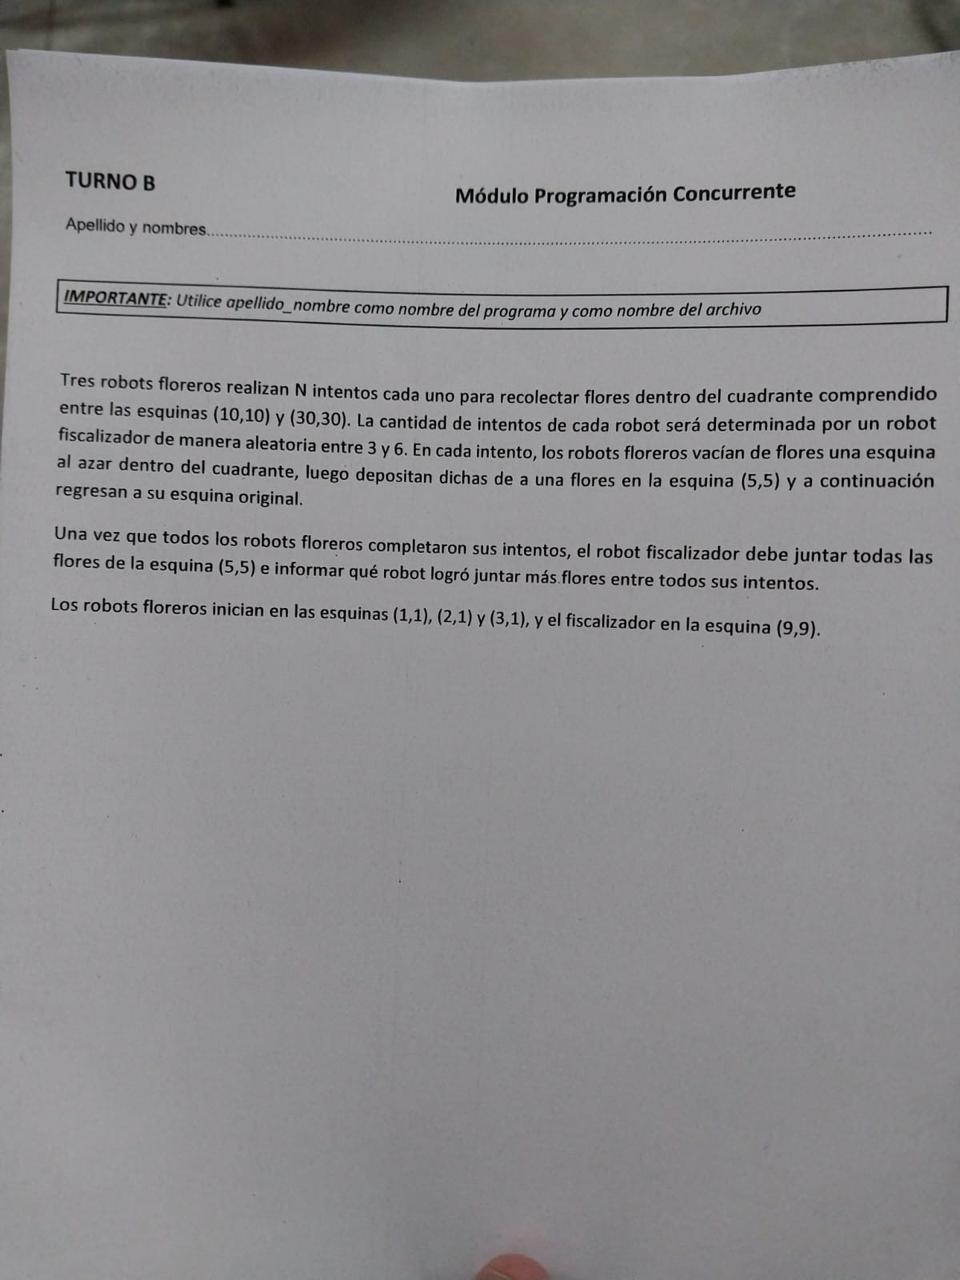 TURNO B
Módulo Programación Concurrente
Apellido y nombres................................................................................
IMPORTANTE: Utilice apellido_nombre como nombre del programa y como nombre del archivo
Tres robots floreros realizan N intentos cada uno para recolectar flores dentro del cuadrante comprendido
entre las esquinas (10,10) y (30,30). La cantidad de intentos de cada robot será determinada por un robot
fiscalizador de manera aleatoria entre 3 y 6. En cada intento, los robots floreros vacían de flores una esquina
al azar dentro del cuadrante, luego depositan dichas de a una flores en la esquina (5,5) y a continuación
regresan a su esquina original.
Una vez que todos los robots floreros completaron sus intentos, el robot fiscalizador debe juntar todas las
flores de la esquina (5,5) e informar qué robot logró juntar más flores entre todos sus intentos.
Los robots floreros inician en las esquinas (1,1), (2,1) y (3,1), y el fiscalizador en la esquina (9,9).